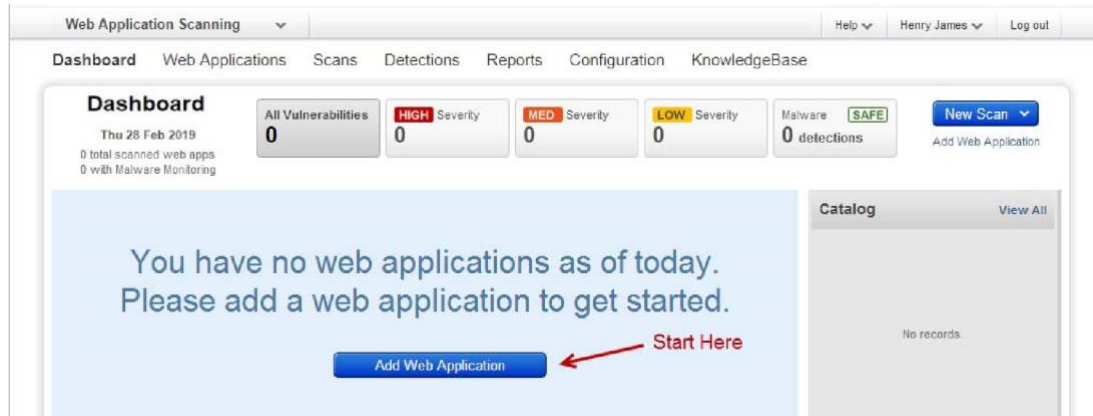 Web Application Scanning
Help
Henry James
Log out
Dashboard
Web Applications
Scans
Detections
Reports
Configuration
KnowledgeBase
Dashboard
Thu 28 Feb 2019
0 total scanned web apps
0 with Malware Monitoring
All Vulnerabilities
0
HIGH Severity
0
MED Severity
0
LOW Severity
0
Malware SAFE
0 detections
New Scan
Add Web Application
You have no web applications as of today.
Please add a web application to get started.
Add Web Application
Start Here
Catalog
View All
No records.